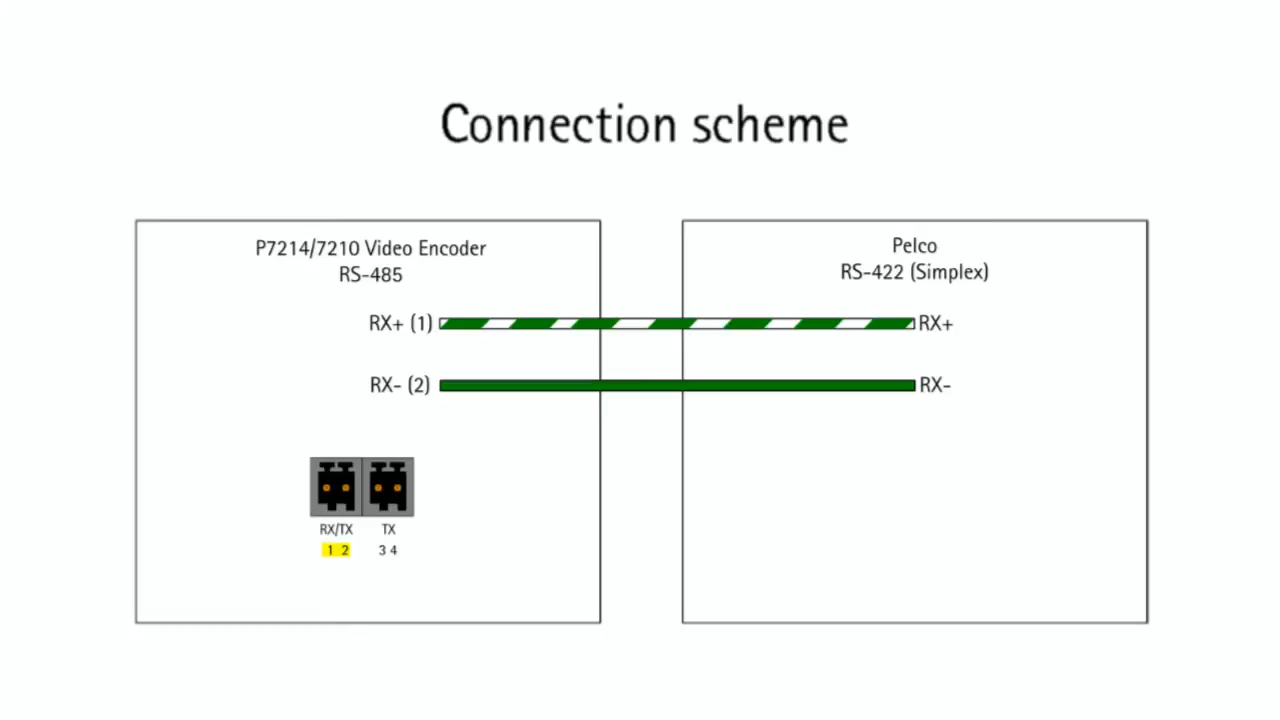 Connection scheme
P7214/7210 Video Encoder
RS-485
RX+ (1)
RX- (2)
RX/TX TX
1 2 3 4
Pelco
RS-422 (Simplex)
RX+
RX-